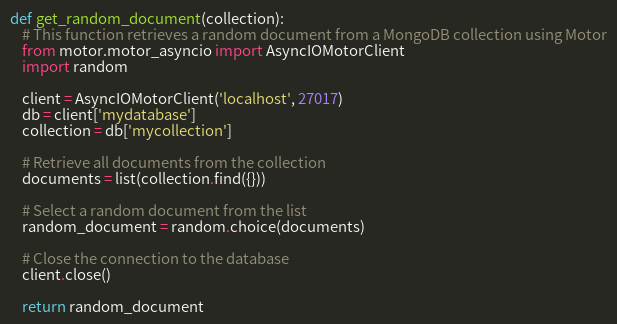 def get_random_document(collection):
    # This function retrieves a random document from a MongoDB collection using Motor
    from motor.motor_asyncio import AsyncIOMotorClient
    import random

    client = AsyncIOMotorClient('localhost', 27017)
    db = client['mydatabase']
    collection = db['mycollection']

    # Retrieve all documents from the collection
    documents = list(collection.find({}))

    # Select a random document from the list
    random_document = random.choice(documents)

    # Close the connection to the database
    client.close()

    return random_document